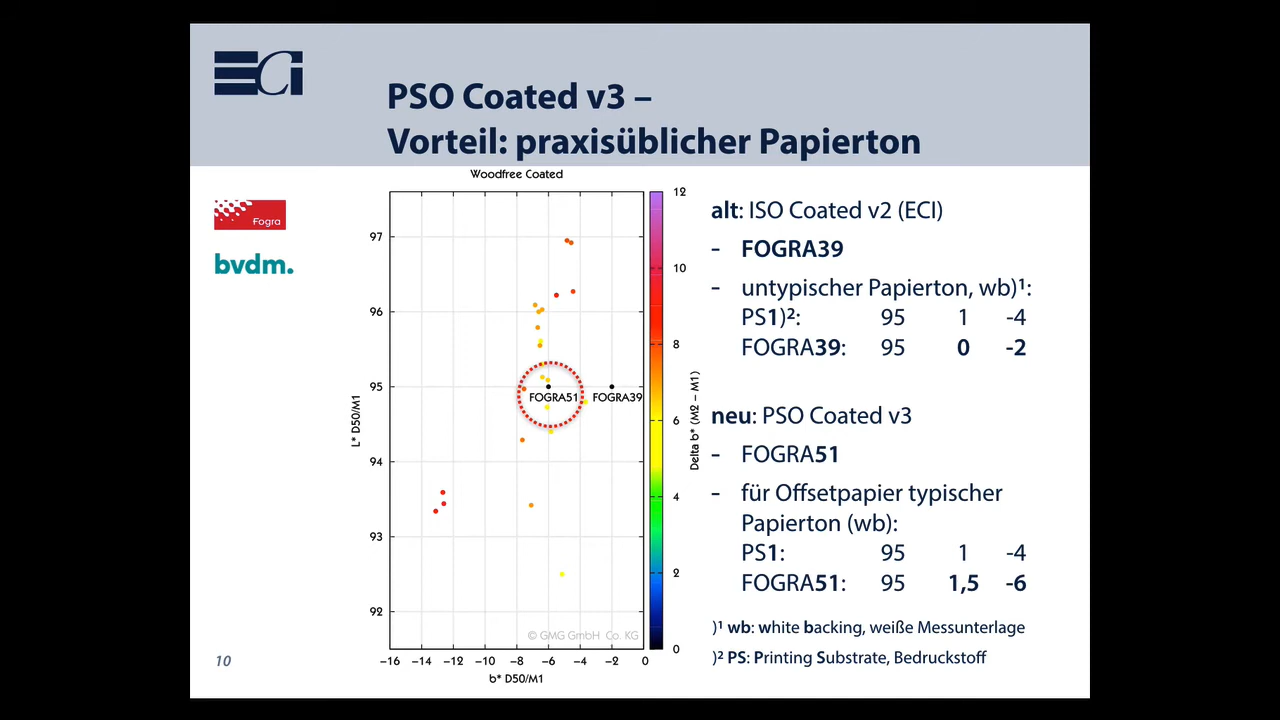 ECI
PSO Coated v3 –
Vorteil: praxisüblicher Papierton
Fogra
bvdm.
Woodfree Coated
97
96
95
94
93
92
L* D50/M1
FOGRA51
FOGRA39
© GMG GmbH Co. KG
-16 -14 -12 -10 -8 -6 -4 -2 0
b* D50/M1
12
10
8
6
4
2
0
Delta b* (M2 – M1)
alt: ISO Coated v2 (ECI)
- FOGRA39
- untypischer Papierton, wb)¹:
PS1)²: 95 1 -4
FOGRA39: 95 0 -2
neu: PSO Coated v3
- FOGRA51
- für Offsetpapier typischer
Papierton (wb):
PS1: 95 1 -4
FOGRA51: 95 1,5 -6
)¹ wb: white backing, weiße Messunterlage
)² PS: Printing Substrate, Bedruckstoff
10